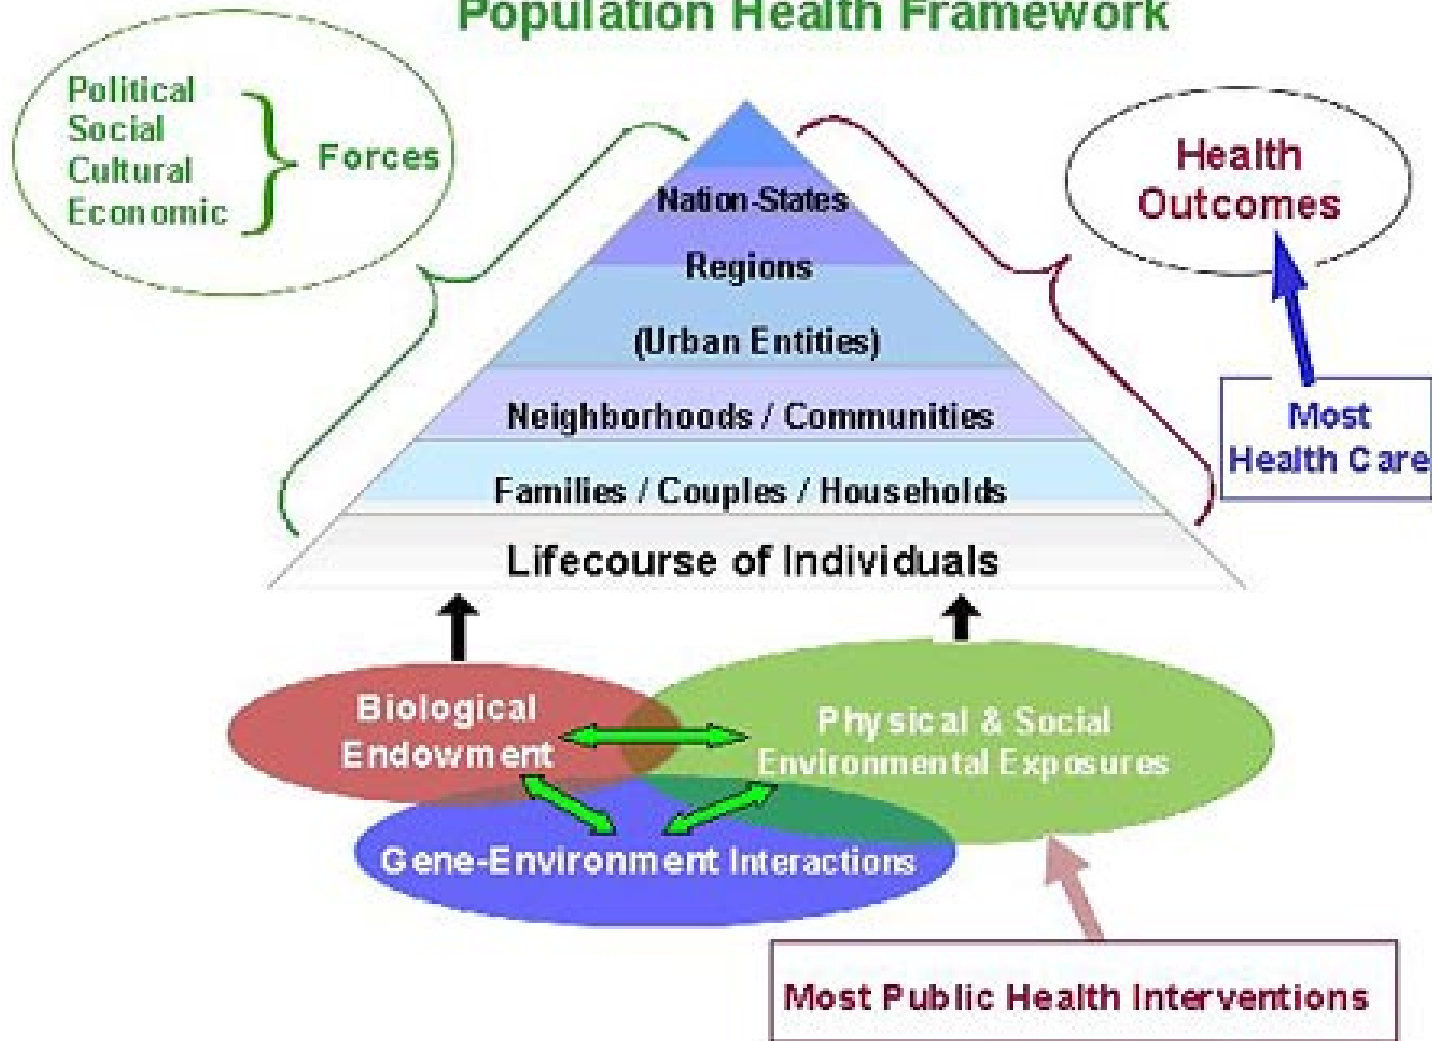 Population Health Framework
Political
Social
Cultural
Economic
Forces
Health
Outcomes
Nation-States
Regions
(Urban Entities)
Neighborhoods / Communities
Families / Couples / Households
Lifecourse of Individuals
Most
Health Care
Biological
Endowment
Physical & Social
Environmental Exposures
Gene-Environment Interactions
Most Public Health Interventions